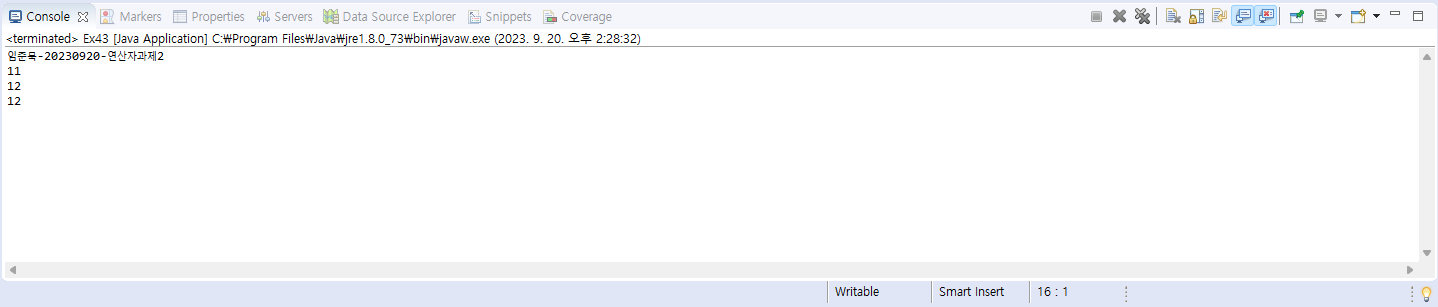 Console Markers Properties Servers Data Source Explorer Snippets Coverage
<terminated> Ex43 [Java Application] C:₩Program Files₩Java₩jre1.8.0_73₩bin₩javaw.exe (2023. 9. 20. 오후 2:28:32)
임준묵-20230920-연산자과제2
11
12
12
Writable Smart Insert 16 : 1